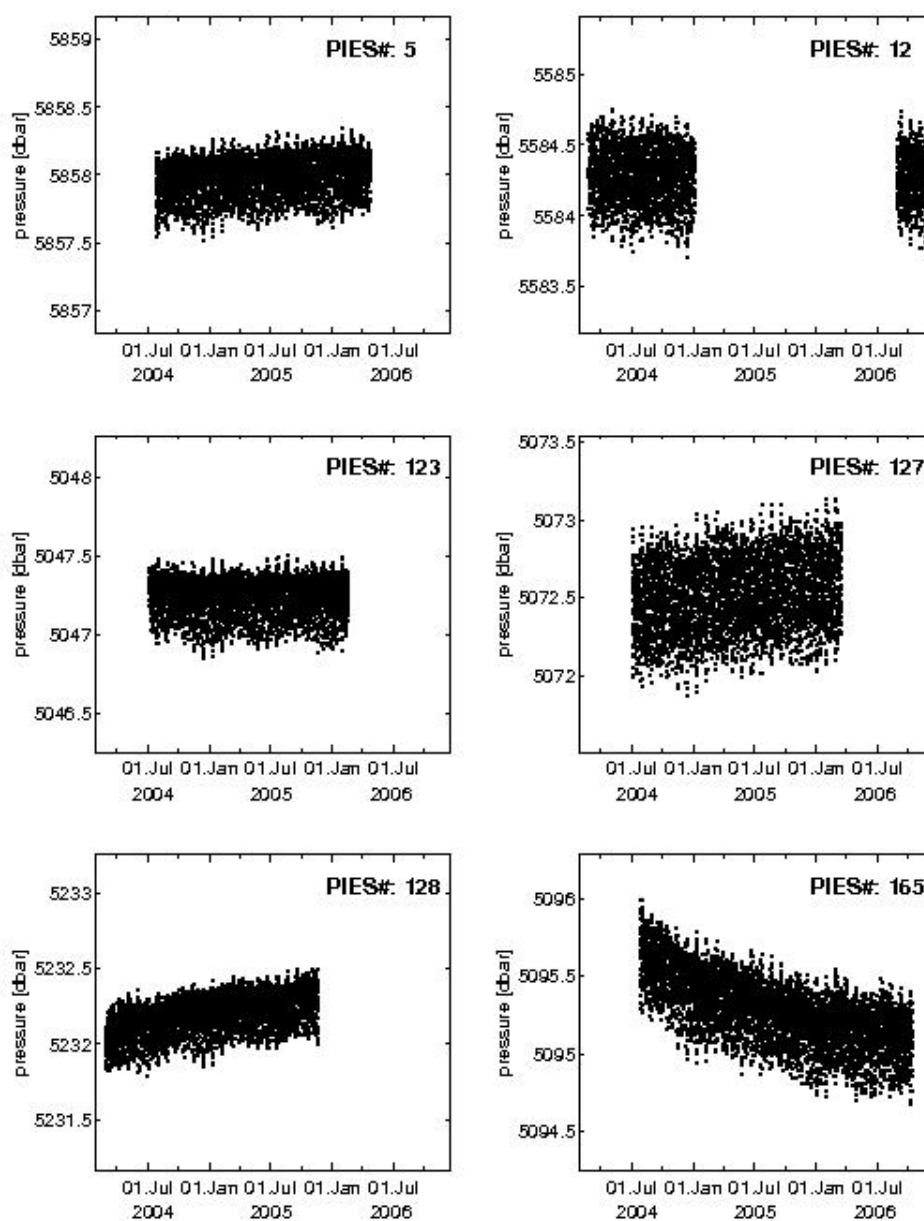 PIES#: 5
5859
5858.5
5858
5857.5
5857
pressure [dbar]
01.Jul 01.Jan 01.Jul 01.Jan 01.Jul
2004 2005 2006
PIES#: 12
5585
5584.5
5584
5583.5
pressure [dbar]
01.Jul 01.Jan 01.Jul 01.Jan 01.Jul
2004 2005 2006
PIES#: 123
5048
5047.5
5047
5046.5
pressure [dbar]
01.Jul 01.Jan 01.Jul 01.Jan 01.Jul
2004 2005 2006
PIES#: 127
5073.5
5073
5072.5
5072
pressure [dbar]
01.Jul 01.Jan 01.Jul 01.Jan 01.Jul
2004 2005 2006
PIES#: 128
5233
5232.5
5232
5231.5
pressure [dbar]
01.Jul 01.Jan 01.Jul 01.Jan 01.Jul
2004 2005 2006
PIES#: 165
5096
5095.5
5095
5094.5
pressure [dbar]
01.Jul 01.Jan 01.Jul 01.Jan 01.Jul
2004 2005 2006